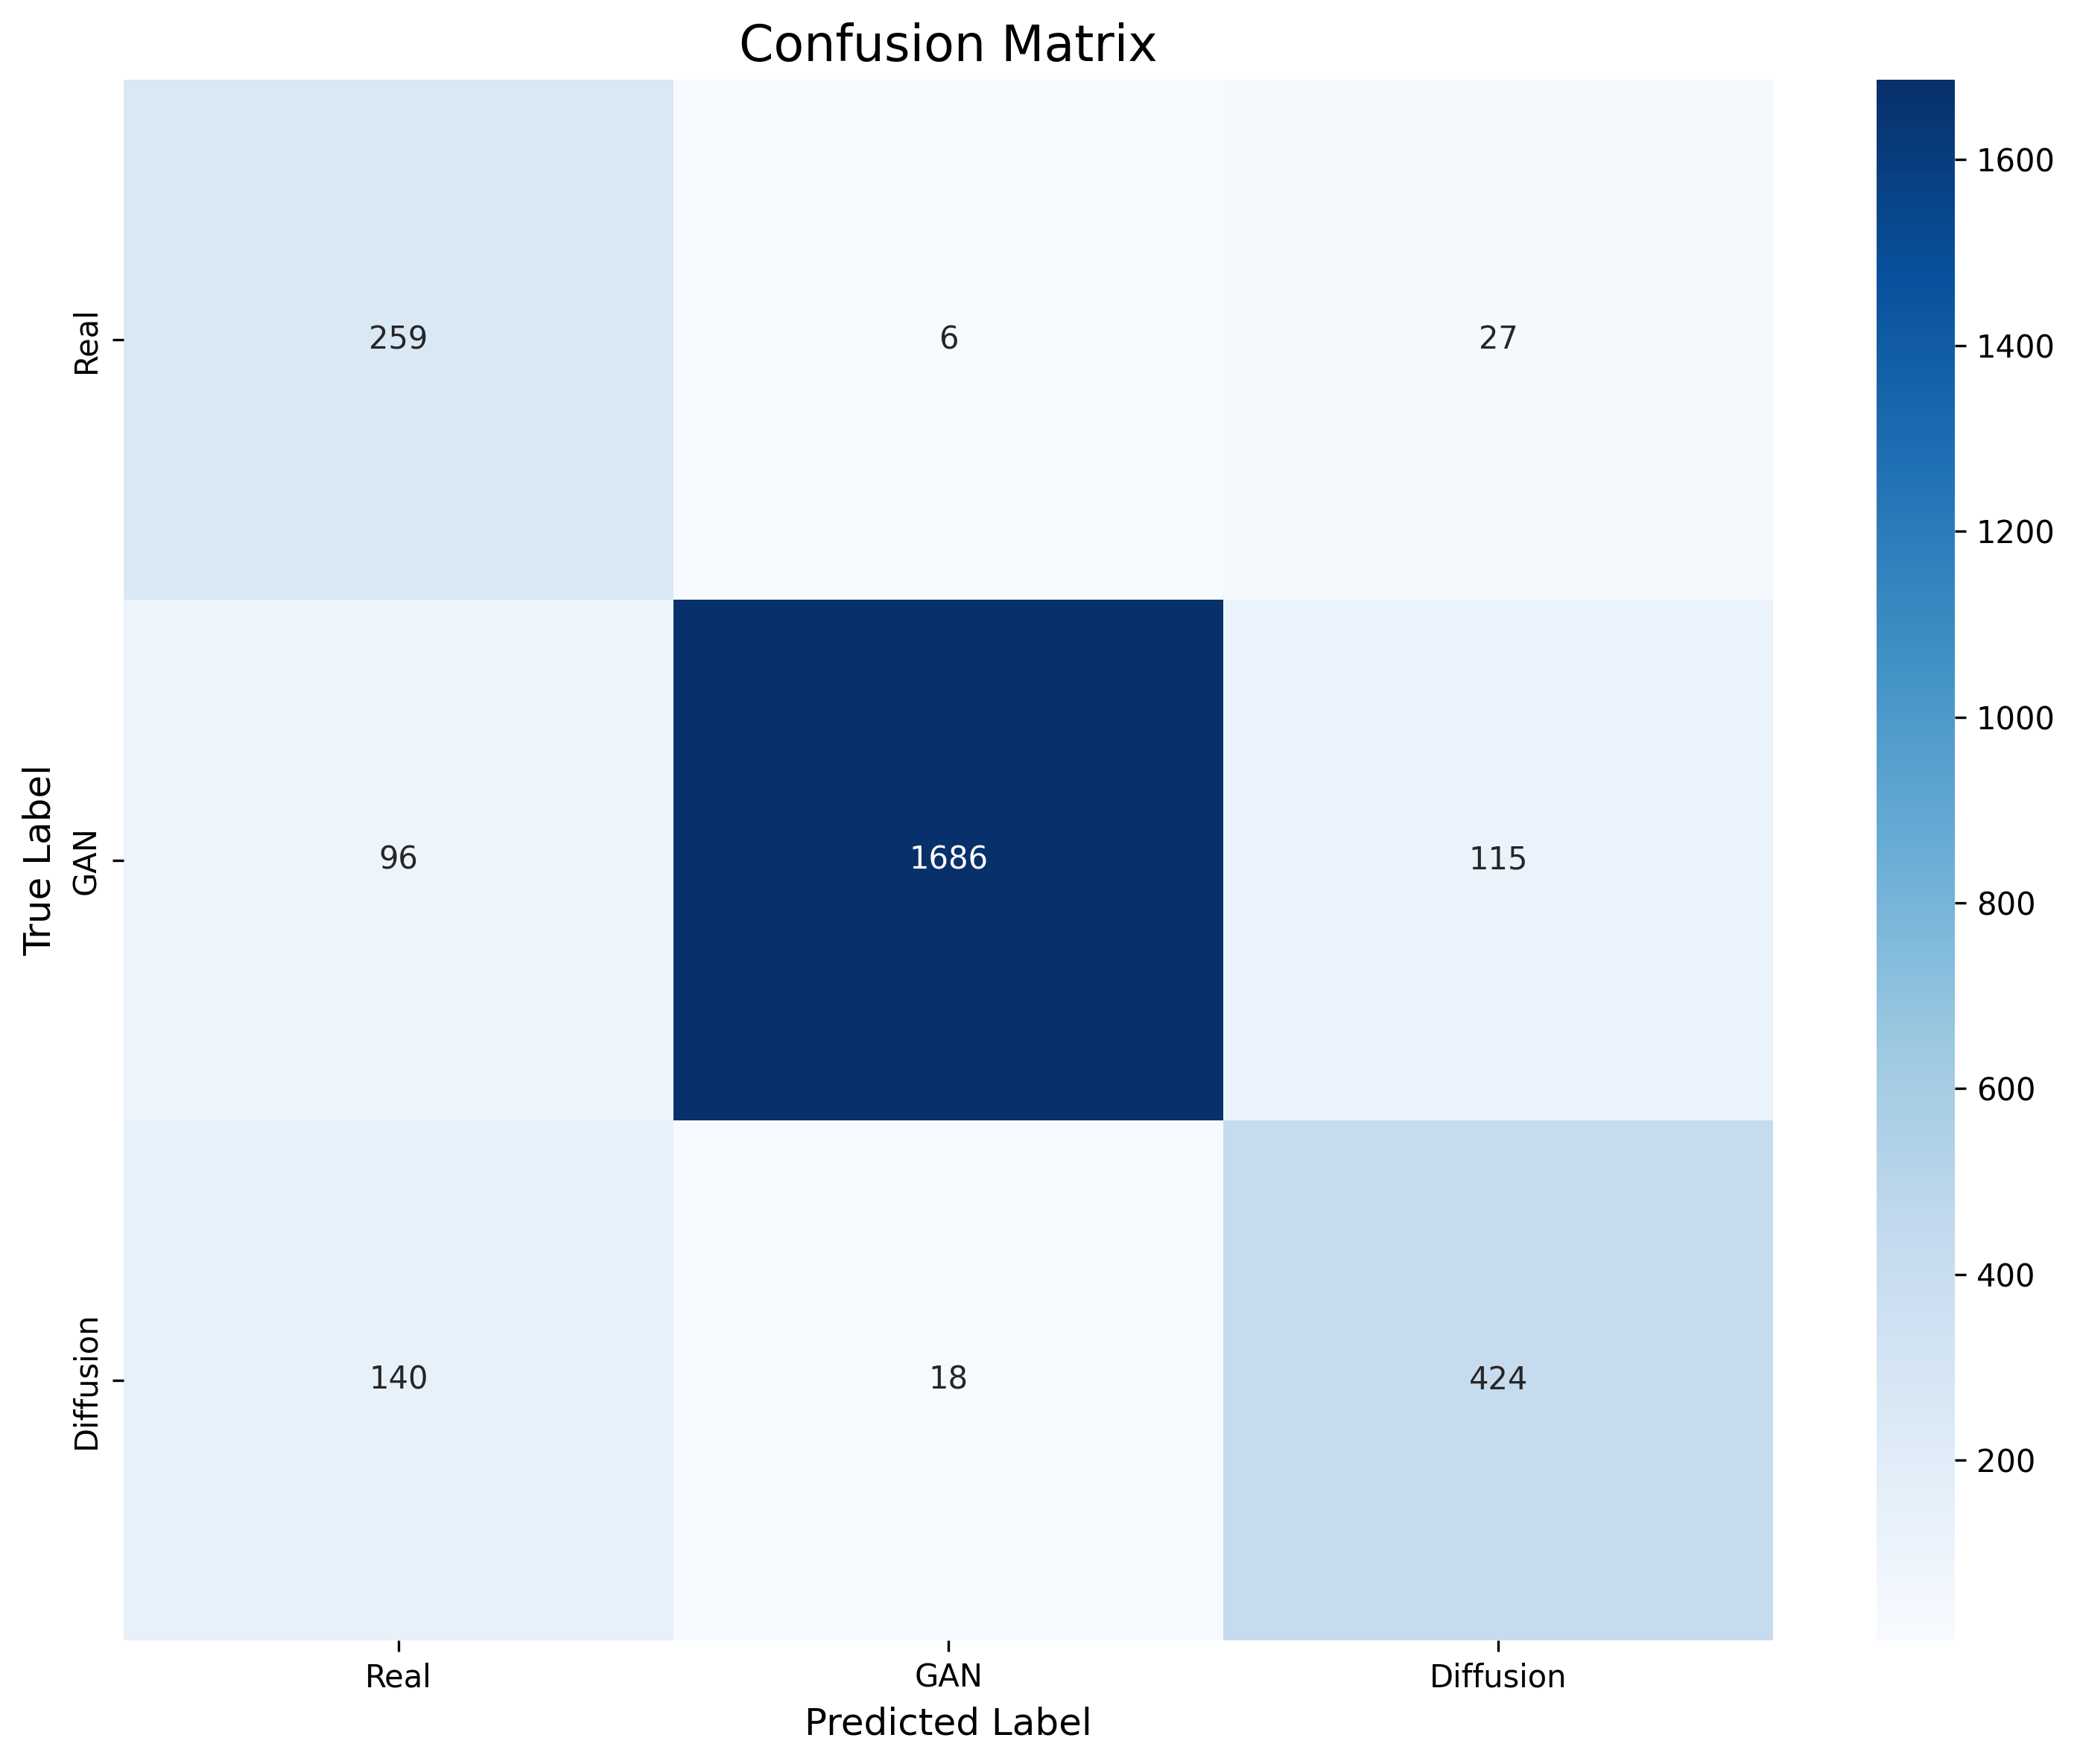 Confusion Matrix
True Label
Real
259
6
27
GAN
96
1686
115
Diffusion
140
18
424
Real
GAN
Diffusion
Predicted Label
1600
1400
1200
1000
800
600
400
200